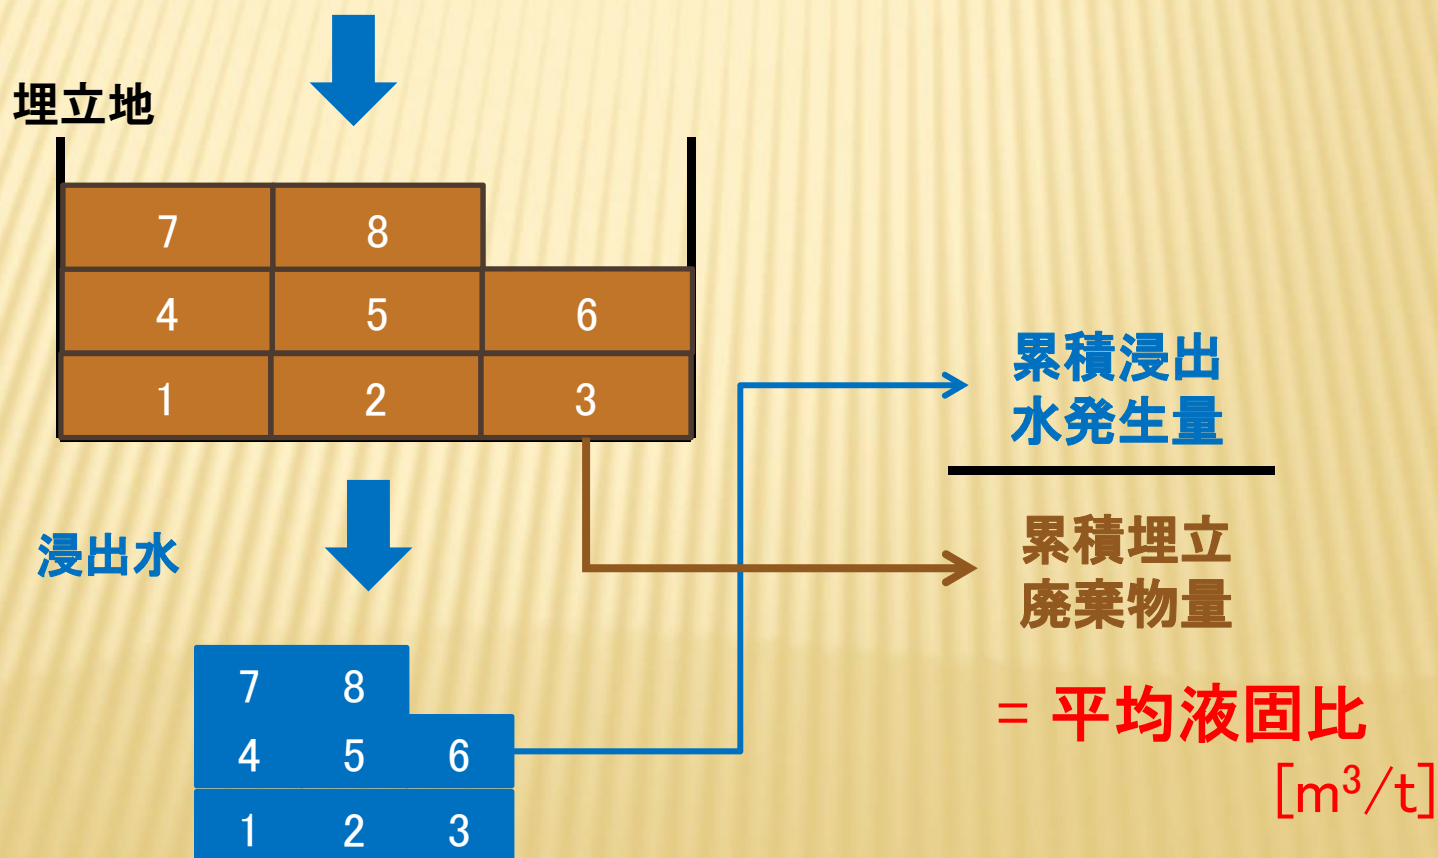 埋立地
7 8
4 5 6
1 2 3
浸出水
7 8
4 5 6
1 2 3
累積浸出
水発生量
累積埋立
廃棄物量
= 平均液固比
[m³/t]